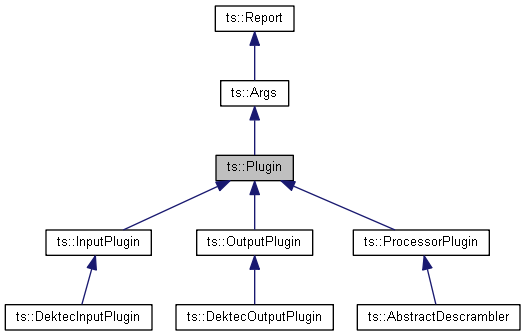 ts::Report
ts::Args
ts::Plugin
ts::InputPlugin
ts::OutputPlugin
ts::ProcessorPlugin
ts::DektecInputPlugin
ts::DektecOutputPlugin
ts::AbstractDescrambler